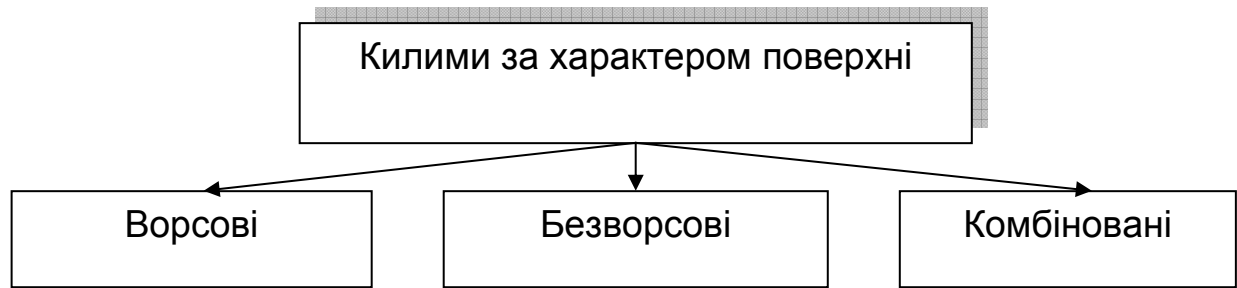 Килими за характером поверхні
Ворсові
Безворсові
Комбіновані